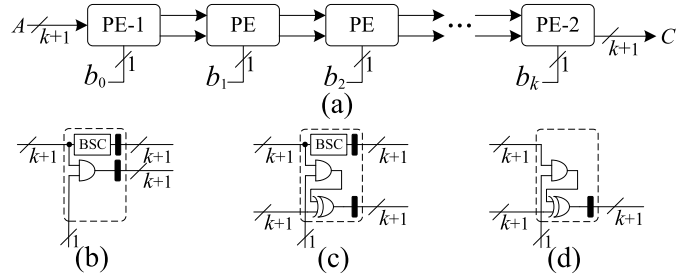 A k+1 PE-1 PE PE ... PE-2 k+1 C
1 1 1 1
b0 b1 b2 bk
(a)
BSC BSC
k+1 k+1 k+1 k+1 k+1
k+1
k+1 k+1 k+1 k+1
1 1 1
(b) (c) (d)